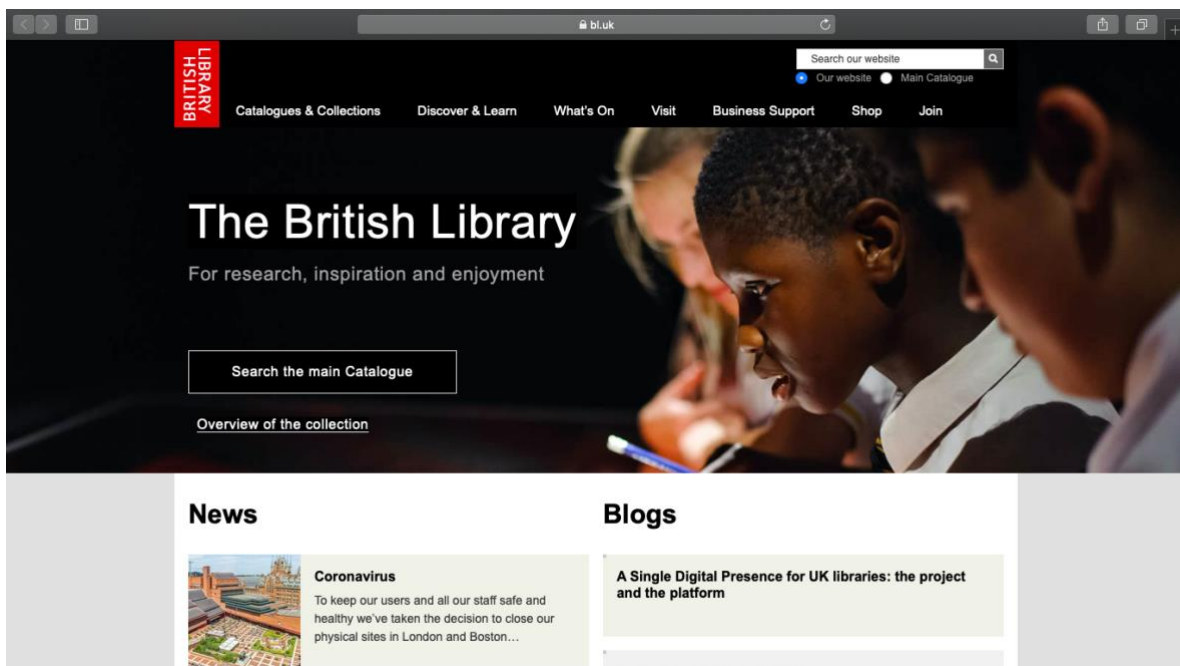 bl.uk
BRITISH
LIBRARY
Search our website
Our website Main Catalogue
Catalogues & Collections Discover & Learn What's On Visit Business Support Shop Join
The British Library
For research, inspiration and enjoyment
Search the main Catalogue
Overview of the collection
News
Coronavirus
To keep our users and all our staff safe and
healthy we've taken the decision to close our
physical sites in London and Boston…
Blogs
A Single Digital Presence for UK libraries: the project
and the platform